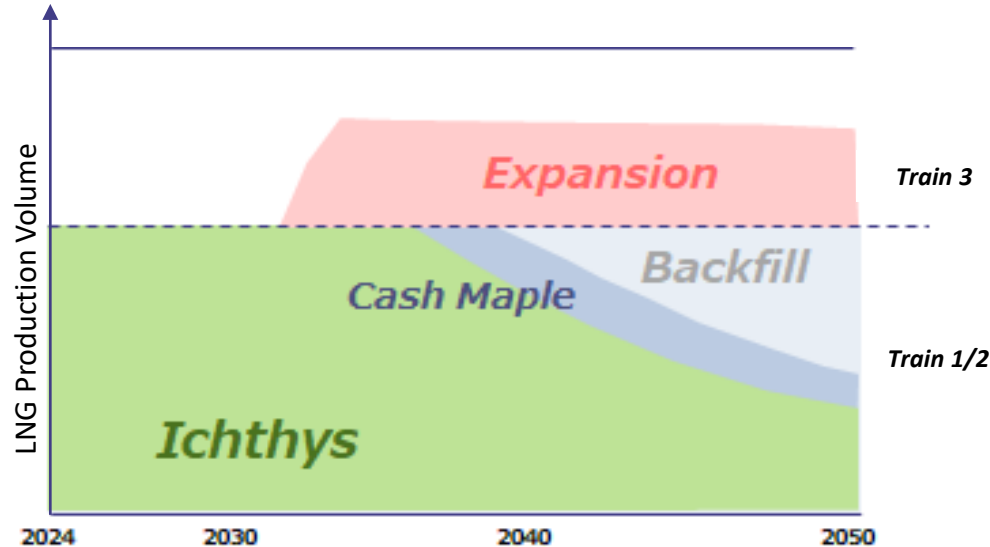 LNG Production Volume
Expansion
Train 3
Backfill
Cash Maple
Train 1/2
Ichthys
2024 2030 2040 2050